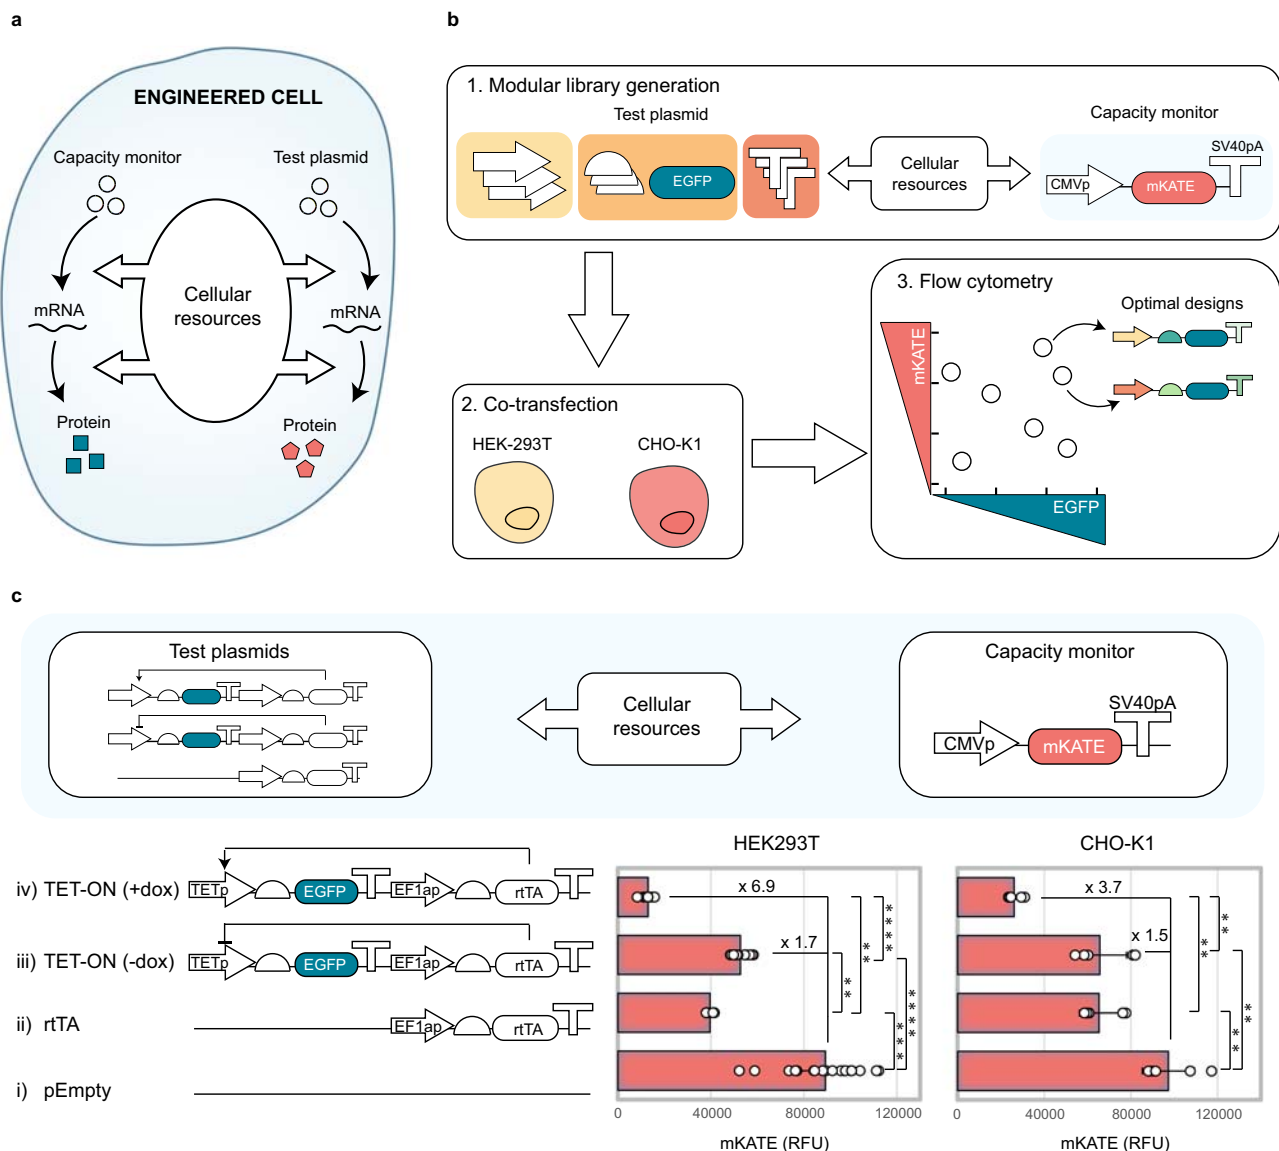 a
ENGINEERED CELL
Capacity monitor
Test plasmid
Cellular
resources
mRNA
mRNA
Protein
Protein
b
1. Modular library generation
Test plasmid
EGFP
Cellular
resources
Capacity monitor
SV40pA
CMVp
mKATE
2. Co-transfection
HEK-293T
CHO-K1
3. Flow cytometry
Optimal designs
mKATE
EGFP
c
Test plasmids
Cellular
resources
Capacity monitor
SV40pA
CMVp
mKATE
iv) TET-ON (+dox)
TETp
EGFP
EF1ap
rtTA
iii) TET-ON (-dox)
TETp
EGFP
EF1ap
rtTA
ii) rtTA
EF1ap
rtTA
i) pEmpty
HEK293T
x 6.9
x 1.7
****
**
**
****
***
0 40000 80000 120000
mKATE (RFU)
CHO-K1
x 3.7
x 1.5
**
**
**
**
0 40000 80000 120000
mKATE (RFU)